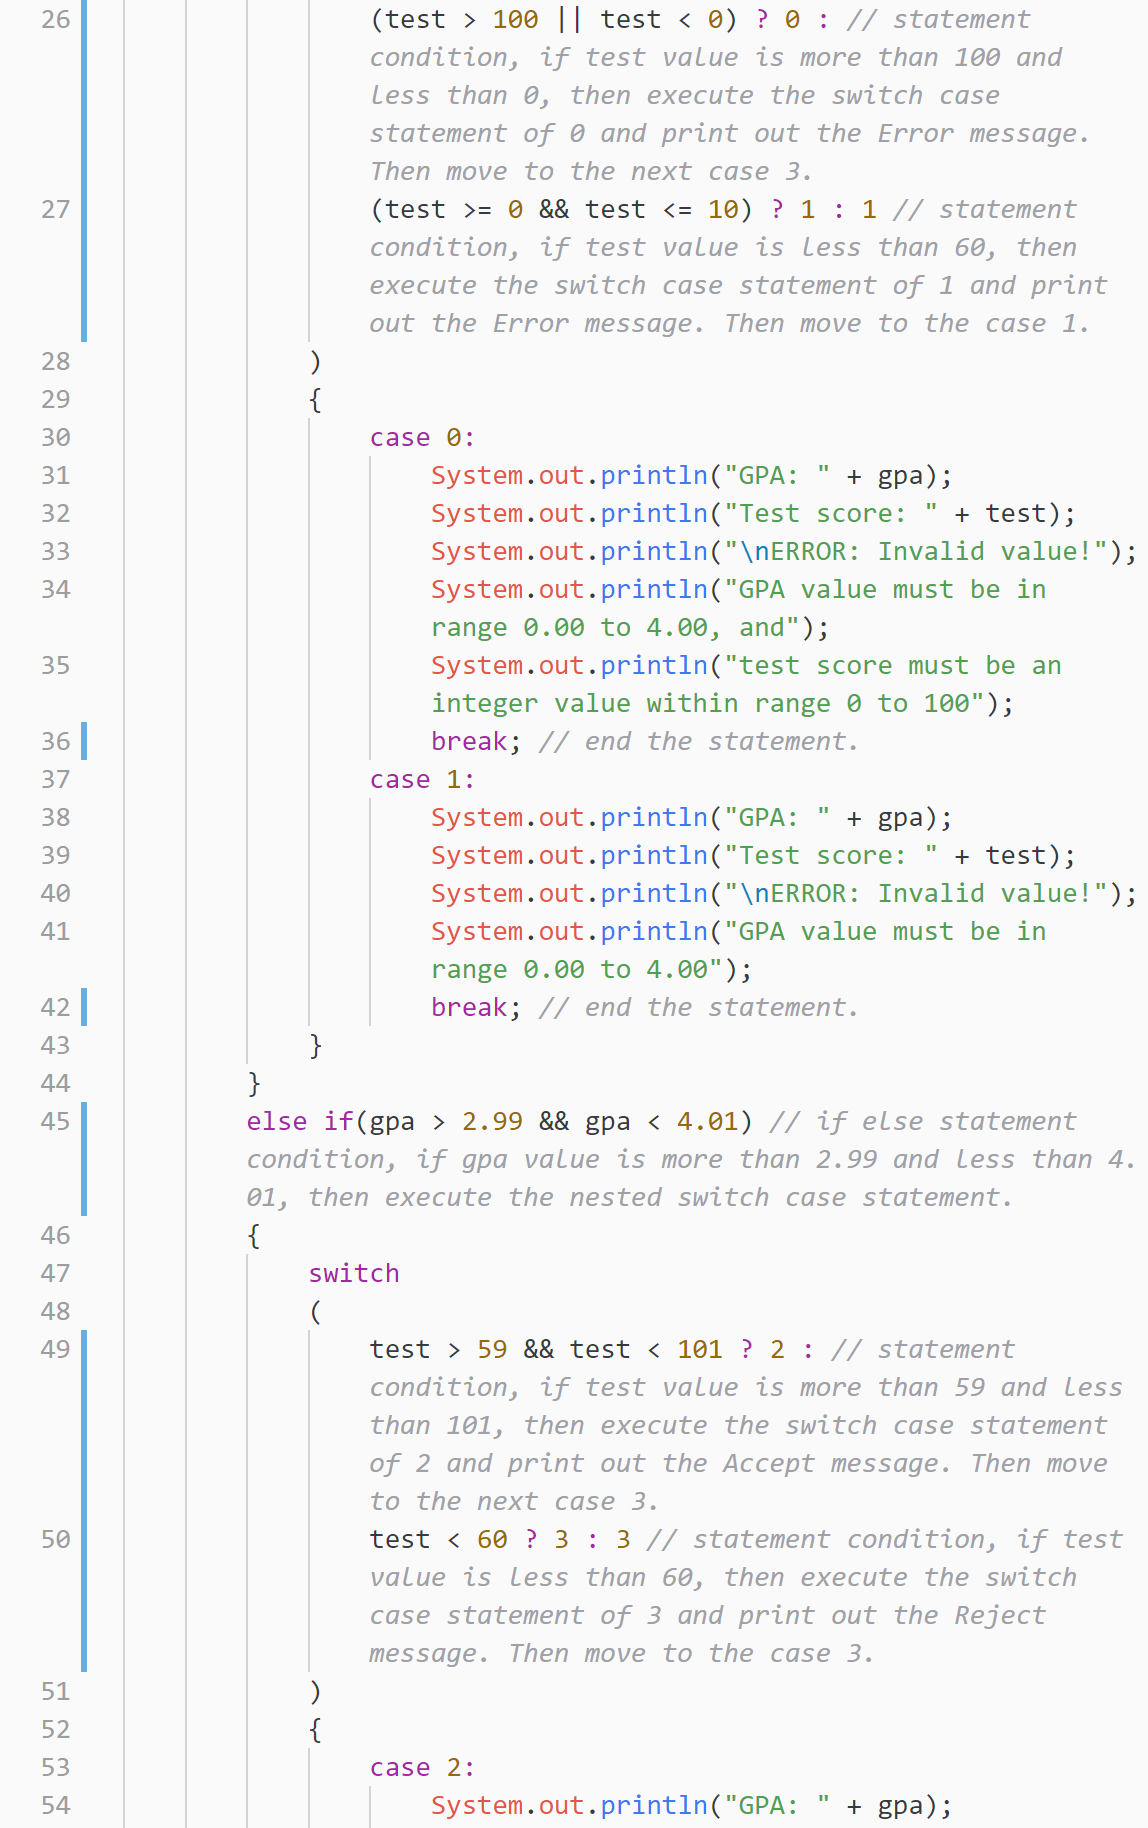 26 (test > 100 || test < 0) ? 0 : // statement
condition, if test value is more than 100 and
less than 0, then execute the switch case
statement of 0 and print out the Error message.
Then move to the next case 3.
27 (test >= 0 && test <= 10) ? 1 : 1 // statement
condition, if test value is less than 60, then
execute the switch case statement of 1 and print
out the Error message. Then move to the case 1.
28 )
29 {
30 case 0:
31 System.out.println("GPA: " + gpa);
32 System.out.println("Test score: " + test);
33 System.out.println("\nERROR: Invalid value!");
34 System.out.println("GPA value must be in
range 0.00 to 4.00, and");
35 System.out.println("test score must be an
integer value within range 0 to 100");
36 break; // end the statement.
37 case 1:
38 System.out.println("GPA: " + gpa);
39 System.out.println("Test score: " + test);
40 System.out.println("\nERROR: Invalid value!");
41 System.out.println("GPA value must be in
range 0.00 to 4.00");
42 break; // end the statement.
43 }
44 }
45 else if(gpa > 2.99 && gpa < 4.01) // if else statement
condition, if gpa value is more than 2.99 and less than 4.
01, then execute the nested switch case statement.
46 {
47 switch
48 (
49 test > 59 && test < 101 ? 2 : // statement
condition, if test value is more than 59 and less
than 101, then execute the switch case statement
of 2 and print out the Accept message. Then move
to the next case 3.
50 test < 60 ? 3 : 3 // statement condition, if test
value is less than 60, then execute the switch
case statement of 3 and print out the Reject
message. Then move to the case 3.
51 )
52 {
53 case 2:
54 System.out.println("GPA: " + gpa);